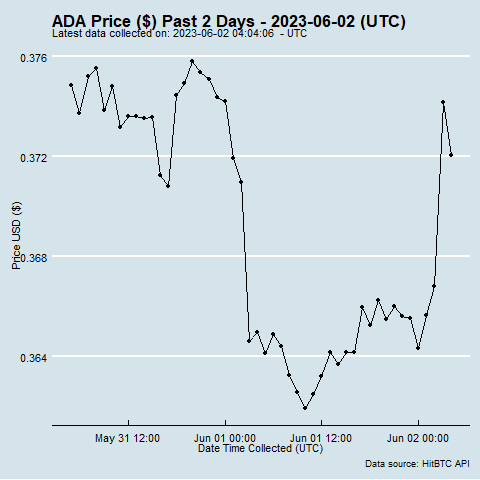 ADA Price ($) Past 2 Days - 2023-06-02 (UTC)
Latest data collected on: 2023-06-02 04:04:06  - UTC
0.376
0.372
0.368
0.364
Price USD ($)
May 31 12:00
Jun 01 00:00
Jun 01 12:00
Jun 02 00:00
Date Time Collected (UTC)
Data source: HitBTC API